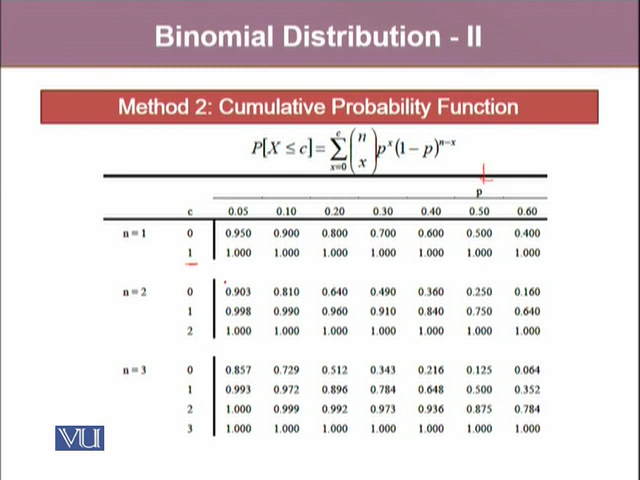 Binomial Distribution - II
Method 2: Cumulative Probability Function
P[X ≤ c] = ∑ x=0 c (n x) pˣ(1 − p)ⁿ⁻ˣ
p
c 0.05 0.10 0.20 0.30 0.40 0.50 0.60
n = 1 0 0.950 0.900 0.800 0.700 0.600 0.500 0.400
1 1.000 1.000 1.000 1.000 1.000 1.000 1.000
n = 2 0 0.903 0.810 0.640 0.490 0.360 0.250 0.160
1 0.998 0.990 0.960 0.910 0.840 0.750 0.640
2 1.000 1.000 1.000 1.000 1.000 1.000 1.000
n = 3 0 0.857 0.729 0.512 0.343 0.216 0.125 0.064
1 0.993 0.972 0.896 0.784 0.648 0.500 0.352
2 1.000 0.999 0.992 0.973 0.936 0.875 0.784
3 1.000 1.000 1.000 1.000 1.000 1.000 1.000
VU